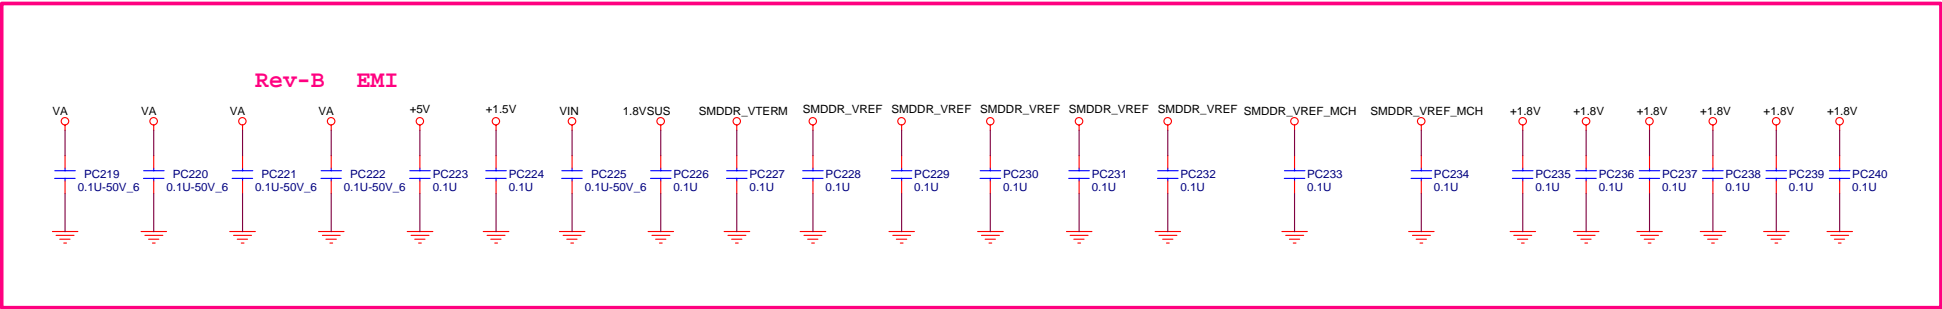 Rev-B EMI
VA VA VA VA +5V +1.5V VIN 1.8VSUS SMDDR_VTERM SMDDR_VREF SMDDR_VREF SMDDR_VREF SMDDR_VREF SMDDR_VREF SMDDR_VREF_MCH SMDDR_VREF_MCH +1.8V +1.8V +1.8V +1.8V +1.8V +1.8V
PC219 PC220 PC221 PC222 PC223 PC224 PC225 PC226 PC227 PC228 PC229 PC230 PC231 PC232 PC233 PC234 PC235 PC236 PC237 PC238 PC239 PC240
0.1U-50V_6 0.1U-50V_6 0.1U-50V_6 0.1U-50V_6 0.1U 0.1U 0.1U-50V_6 0.1U 0.1U 0.1U 0.1U 0.1U 0.1U 0.1U 0.1U 0.1U 0.1U 0.1U 0.1U 0.1U 0.1U 0.1U